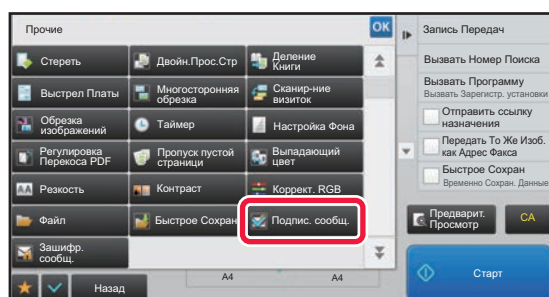 Прочие
OK
Стереть
Двойн.Прос.Стр
Деление
Книги
Выстрел Платы
Многосторонняя
обрезка
Сканир-ние
визиток
Обрезка
изображений
Таймер
Настройка Фона
Регулировка
Перекоса PDF
Пропуск пустой
страници
Выпадающий
цвет
Резкость
Контраст
Коррект. RGB
Файл
Быстрое Сохран
Подпис. сообщ.
Зашифр.
сообщ.
Назад
A4
A4
Запись Передач
Вызвать Номер Поиска
Вызвать Программу
Вызвать Зарегистр. установки
Отправить ссылку
назначения
Передать То Же Изоб.
как Адрес Факса
Быстрое Сохран
Временно Сохран. Данные
Предварит.
Просмотр
CA
Старт